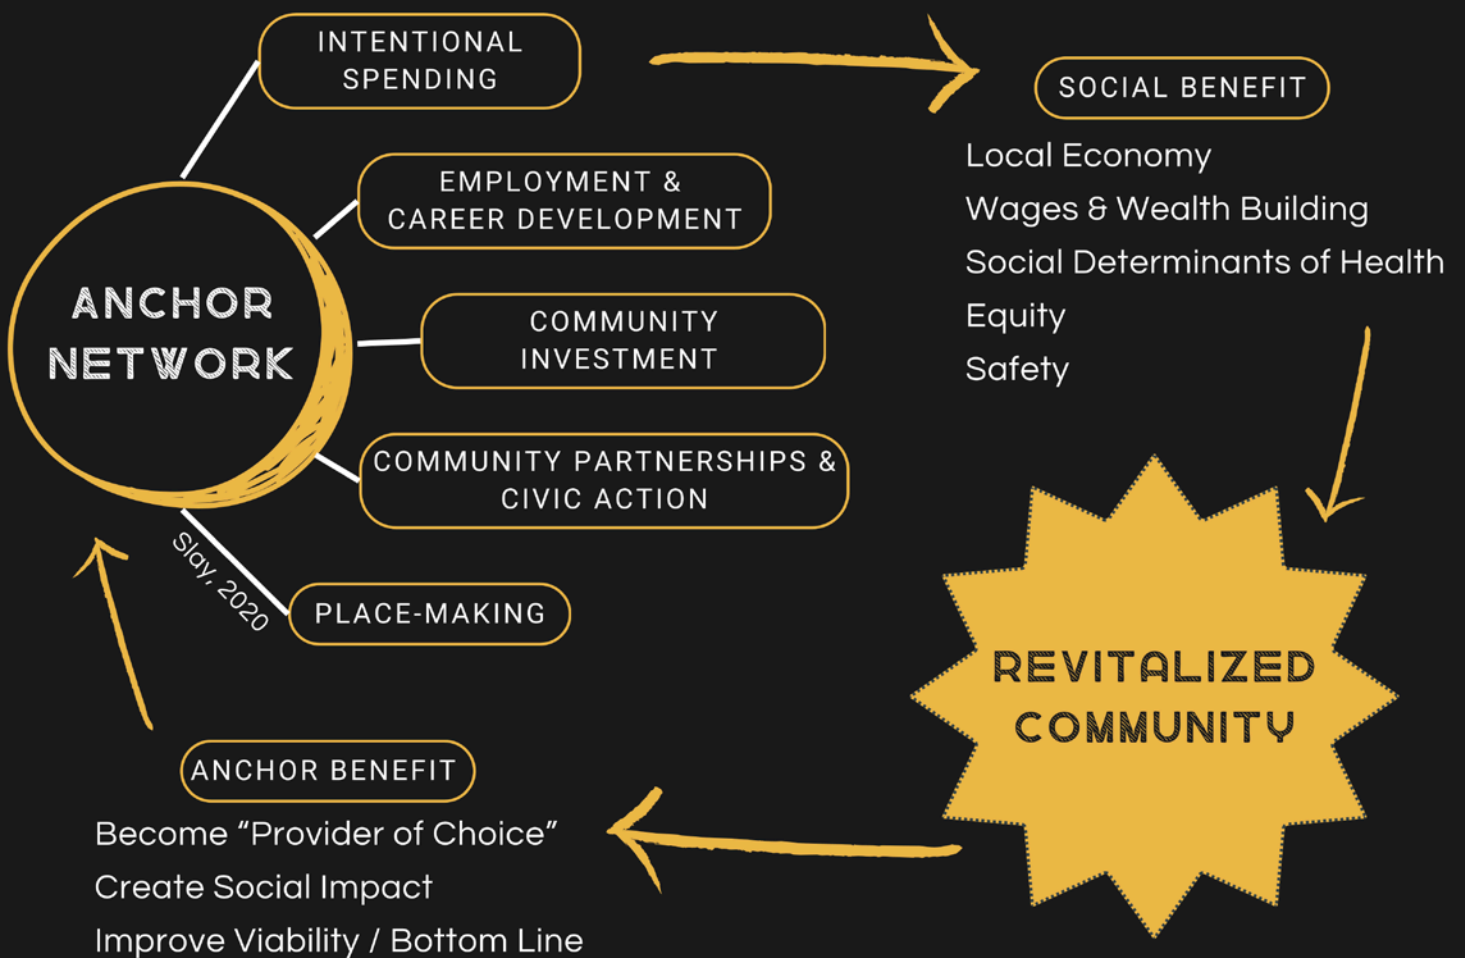 INTENTIONAL
SPENDING
EMPLOYMENT &
CAREER DEVELOPMENT
ANCHOR
NETWORK
COMMUNITY
INVESTMENT
COMMUNITY PARTNERSHIPS &
CIVIC ACTION
Slay, 2020
PLACE-MAKING
SOCIAL BENEFIT
Local Economy
Wages & Wealth Building
Social Determinants of Health
Equity
Safety
REVITALIZED
COMMUNITY
ANCHOR BENEFIT
Become “Provider of Choice”
Create Social Impact
Improve Viability / Bottom Line